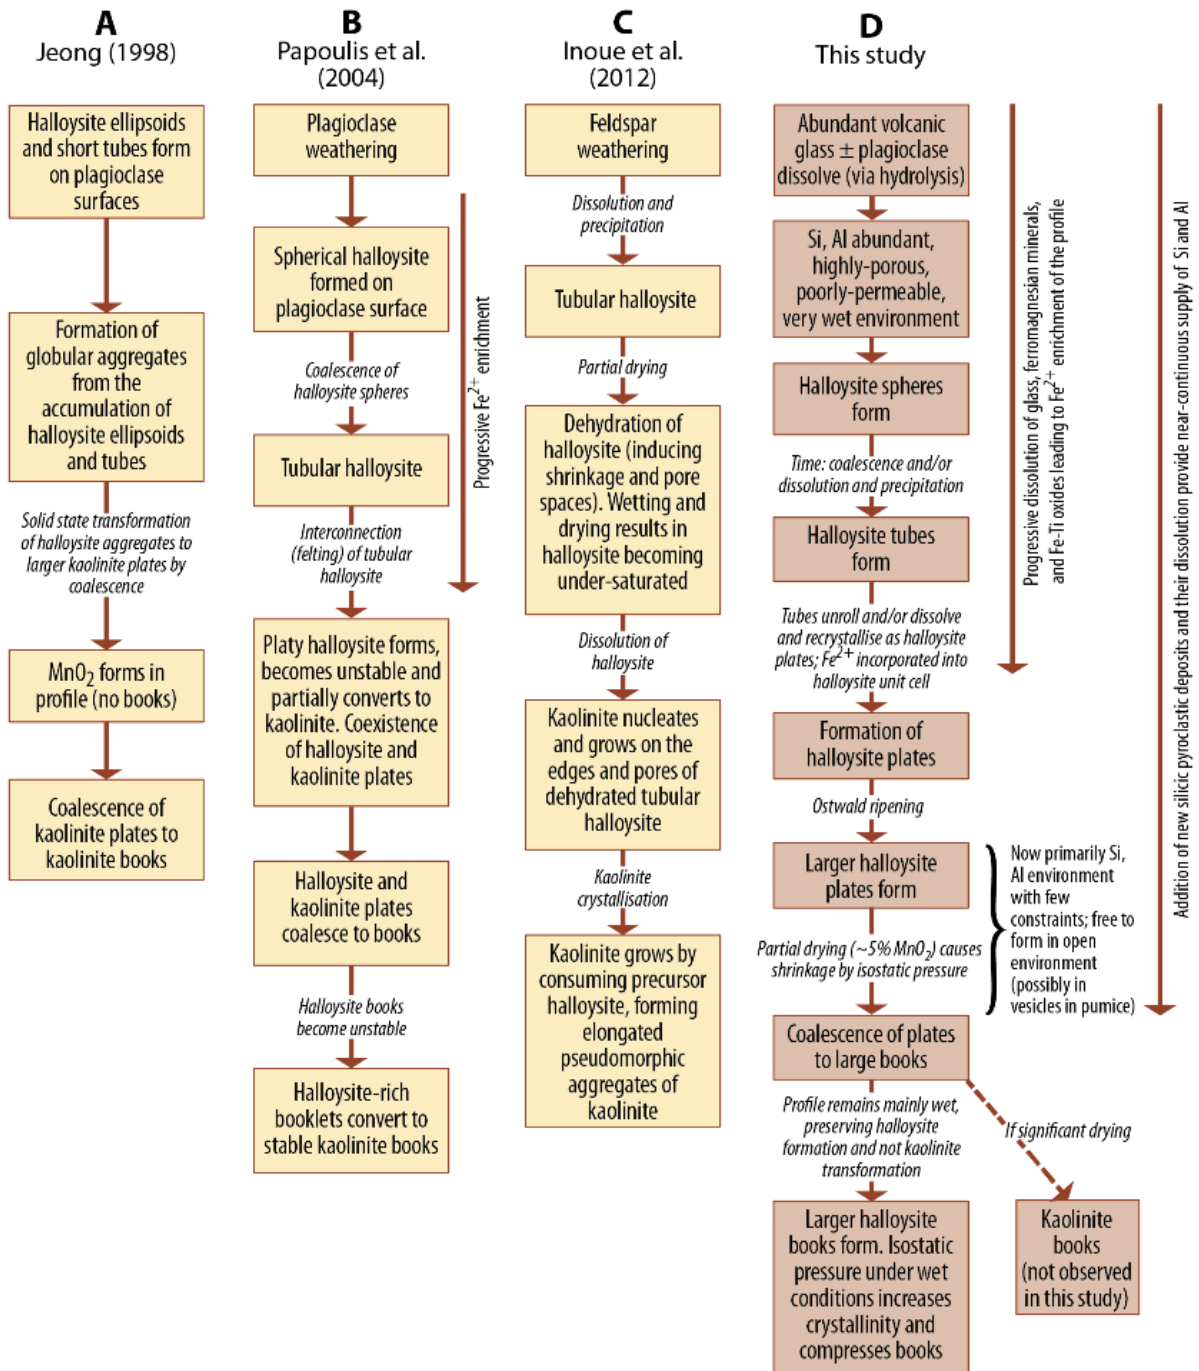 A
Jeong (1998)
Halloysite ellipsoids
and short tubes form
on plagioclase
surfaces
Formation of
globular aggregates
from the
accumulation of
halloysite ellipsoids
and tubes
Solid state transformation
of halloysite aggregates to
larger kaolinite plates by
coalescence
MnO₂ forms in
profile (no books)
Coalescence of
kaolinite plates to
kaolinite books
B
Papoulis et al.
(2004)
Plagioclase
weathering
Spherical halloysite
formed on
plagioclase surface
Coalescence of
halloysite spheres
Tubular halloysite
Interconnection
(felting) of tubular
halloysite
Platy halloysite forms,
becomes unstable and
partially converts to
kaolinite. Coexistence
of halloysite and
kaolinite plates
Halloysite and
kaolinite plates
coalesce to books
Halloysite books
become unstable
Halloysite-rich
booklets convert to
stable kaolinite books
Progressive Fe²⁺ enrichment
C
Inoue et al.
(2012)
Feldspar
weathering
Dissolution and
precipitation
Tubular halloysite
Partial drying
Dehydration of
halloysite (inducing
shrinkage and pore
spaces). Wetting and
drying results in
halloysite becoming
under-saturated
Dissolution of
halloysite
Kaolinite nucleates
and grows on the
edges and pores of
dehydrated tubular
halloysite
Kaolinite
crystallisation
Kaolinite grows by
consuming precursor
halloysite, forming
elongated
pseudomorphic
aggregates of
kaolinite
D
This study
Abundant volcanic
glass ± plagioclase
dissolve (via hydrolysis)
Si, Al abundant,
highly-porous,
poorly-permeable,
very wet environment
Halloysite spheres
form
Time: coalescence and/or
dissolution and precipitation
Halloysite tubes
form
Tubes unroll and/or dissolve
and recrystallise as halloysite
plates; Fe²⁺ incorporated into
halloysite unit cell
Formation of
halloysite plates
Ostwald ripening
Larger halloysite
plates form
Partial drying (~5% MnO₂) causes
shrinkage by isostatic pressure
Coalescence of plates
to large books
Profile remains mainly wet,
preserving halloysite
formation and not kaolinite
transformation
Larger halloysite
books form. Isostatic
pressure under wet
conditions increases
crystallinity and
compresses books
If significant drying
Kaolinite
books
(not observed
in this study)
Now primarily Si,
Al environment
with few
constraints; free to
form in open
environment
(possibly in
vesicles in pumice)
Progressive dissolution of glass, ferromagnesian minerals,
and Fe-Ti oxides leading to Fe²⁺ enrichment of the profile
Addition of new silicic pyroclastic deposits and their dissolution provide near-continuous supply of Si and Al